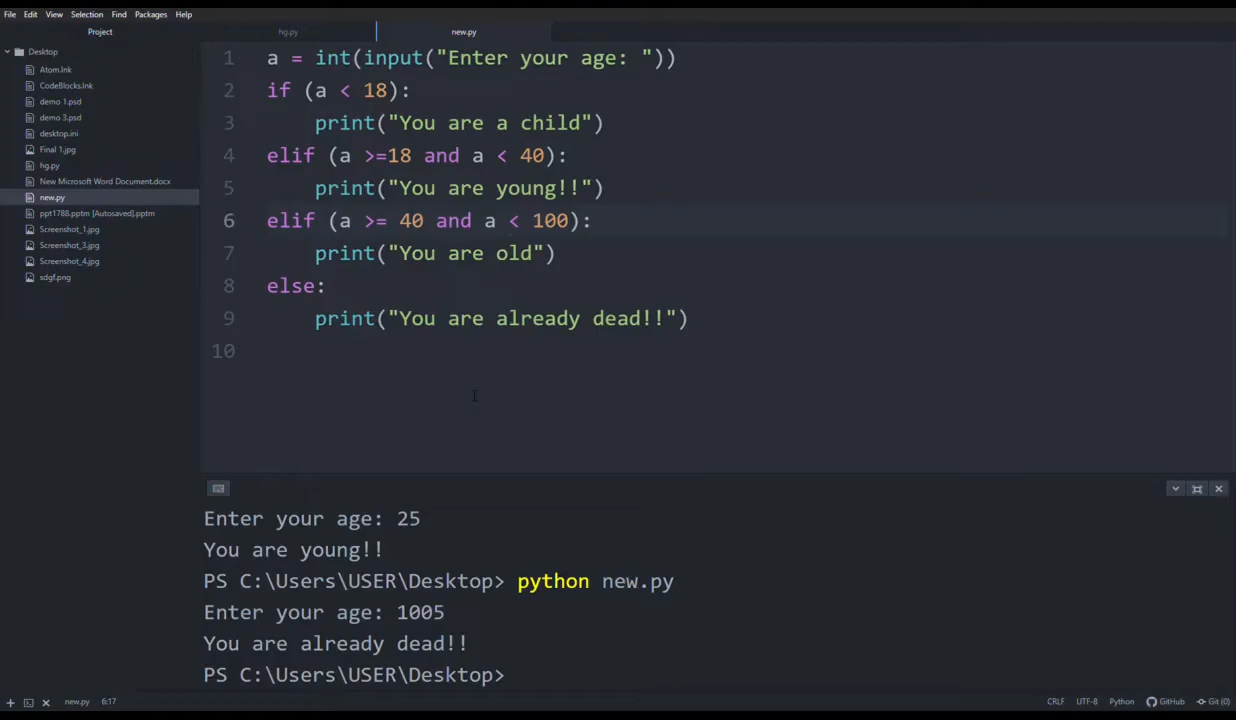 File Edit View Selection Find Packages Help
Project
hg.py
new.py
Desktop
Atom.lnk
CodeBlocks.lnk
demo 1.psd
demo 3.psd
desktop.ini
Final 1.jpg
hg.py
New Microsoft Word Document.docx
new.py
ppt1788.pptm [Autosaved].pptm
Screenshot_1.jpg
Screenshot_3.jpg
Screenshot_4.jpg
sdgf.png
1 a = int(input("Enter your age: "))
2 if (a < 18):
3     print("You are a child")
4 elif (a >=18 and a < 40):
5     print("You are young!!")
6 elif (a >= 40 and a < 100):
7     print("You are old")
8 else:
9     print("You are already dead!!")
10
Enter your age: 25
You are young!!
PS C:\Users\USER\Desktop> python new.py
Enter your age: 1005
You are already dead!!
PS C:\Users\USER\Desktop>
new.py 6:17 CRLF UTF-8 Python GitHub Git (0)